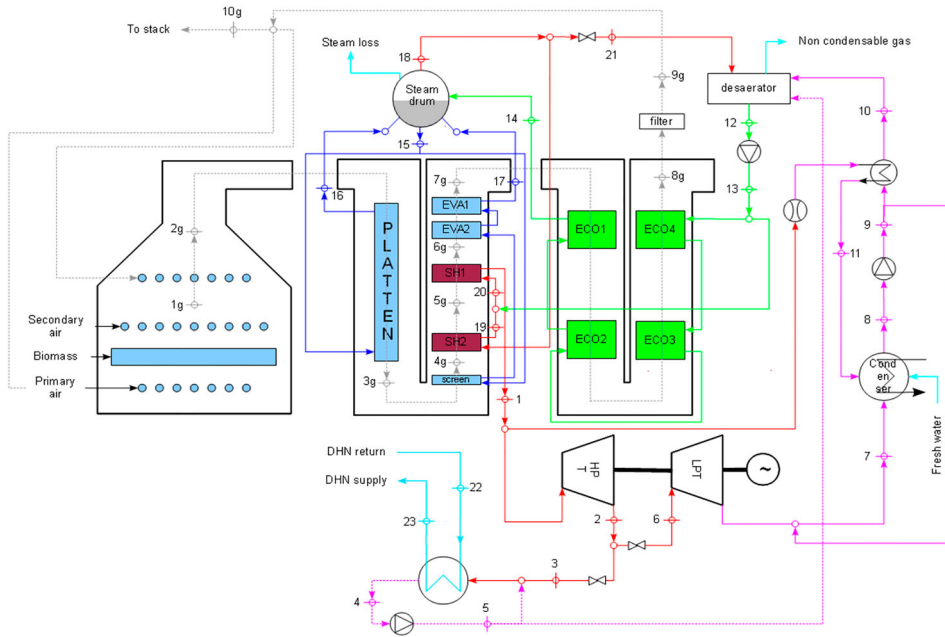 10g
To stack
Steam loss
18
21
Non condensable gas
Steam
drum
9g
desaerator
10
14
filter
12
15
7g
17
8g
13
16
EVA1
EVA2
2g
PLATTEN
6g
ECO1
ECO4
9
11
SH1
20
1g
5g
Secondary
air
19
8
SH2
ECO2
ECO3
Biomass
4g
Cond
en
ser
3g
screen
Primary
air
1
Fresh water
DHN return
HP
T
LPT
~
7
DHN supply
22
23
2
6
3
4
5